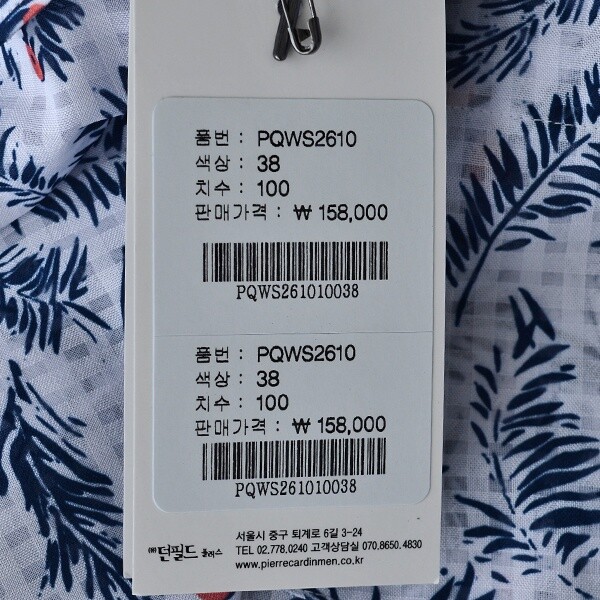 품번 : PQWS2610
색상 : 38
치수 : 100
판매가격 : ₩ 158,000
PQWS261010038
품번 : PQWS2610
색상 : 38
치수 : 100
판매가격 : ₩ 158,000
PQWS261010038
㈜던필드 플러스
서울시 중구 퇴계로 6길 3-24
TEL 02.778.0240 고객상담실 070.8650.4830
www.pierrecardinmen.co.kr